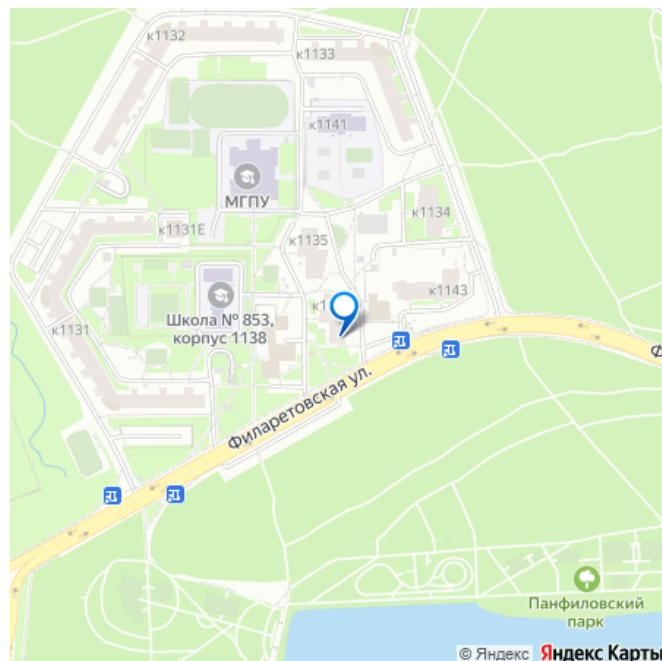 к1132
к1133
к1141
МГПУ
к1134
к1131Е
к1135
к1143
к1
Школа № 853,
корпус 1138
к1131
Филаретовская ул.
Ф
Панфиловский
парк
© Яндекс Яндекс Карты